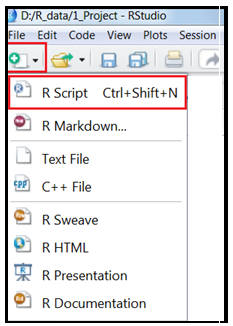 D:/R_data/1_Project - RStudio
File Edit Code View Plots Session
R Script Ctrl+Shift+N
R Markdown...
Text File
C++ File
R Sweave
R HTML
R Presentation
R Documentation